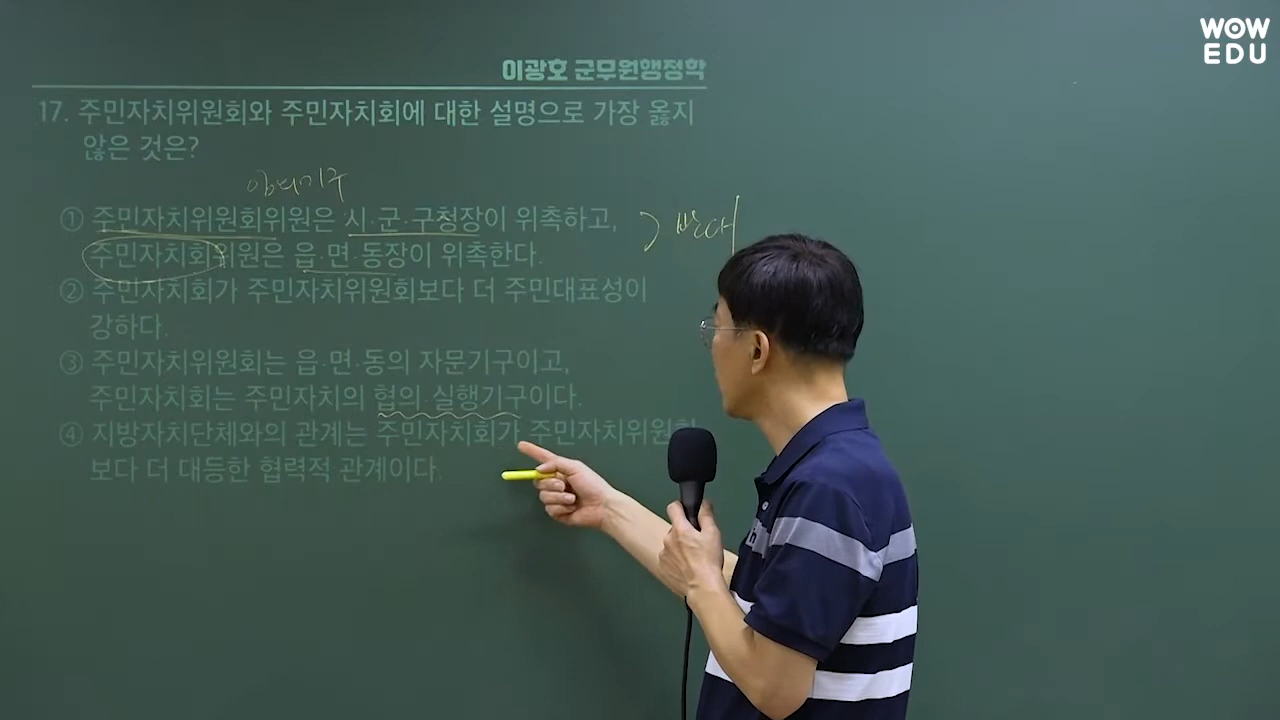 WOW
EDU
이광호 군무원행정학
17. 주민자치위원회와 주민자치회에 대한 설명으로 가장 옳지
않은 것은?
① 주민자치위원회위원은 시·군·구청장이 위촉하고,
반대
주민자치회위원은 읍·면·동장이 위촉한다.
② 주민자치회가 주민자치위원회보다 더 주민대표성이
강하다.
③ 주민자치위원회는 읍·면·동의 자문기구이고,
주민자치회는 주민자치의 협의·실행기구이다.
④ 지방자치단체와의 관계는 주민자치회가 주민자치위원회
보다 더 대등한 협력적 관계이다.